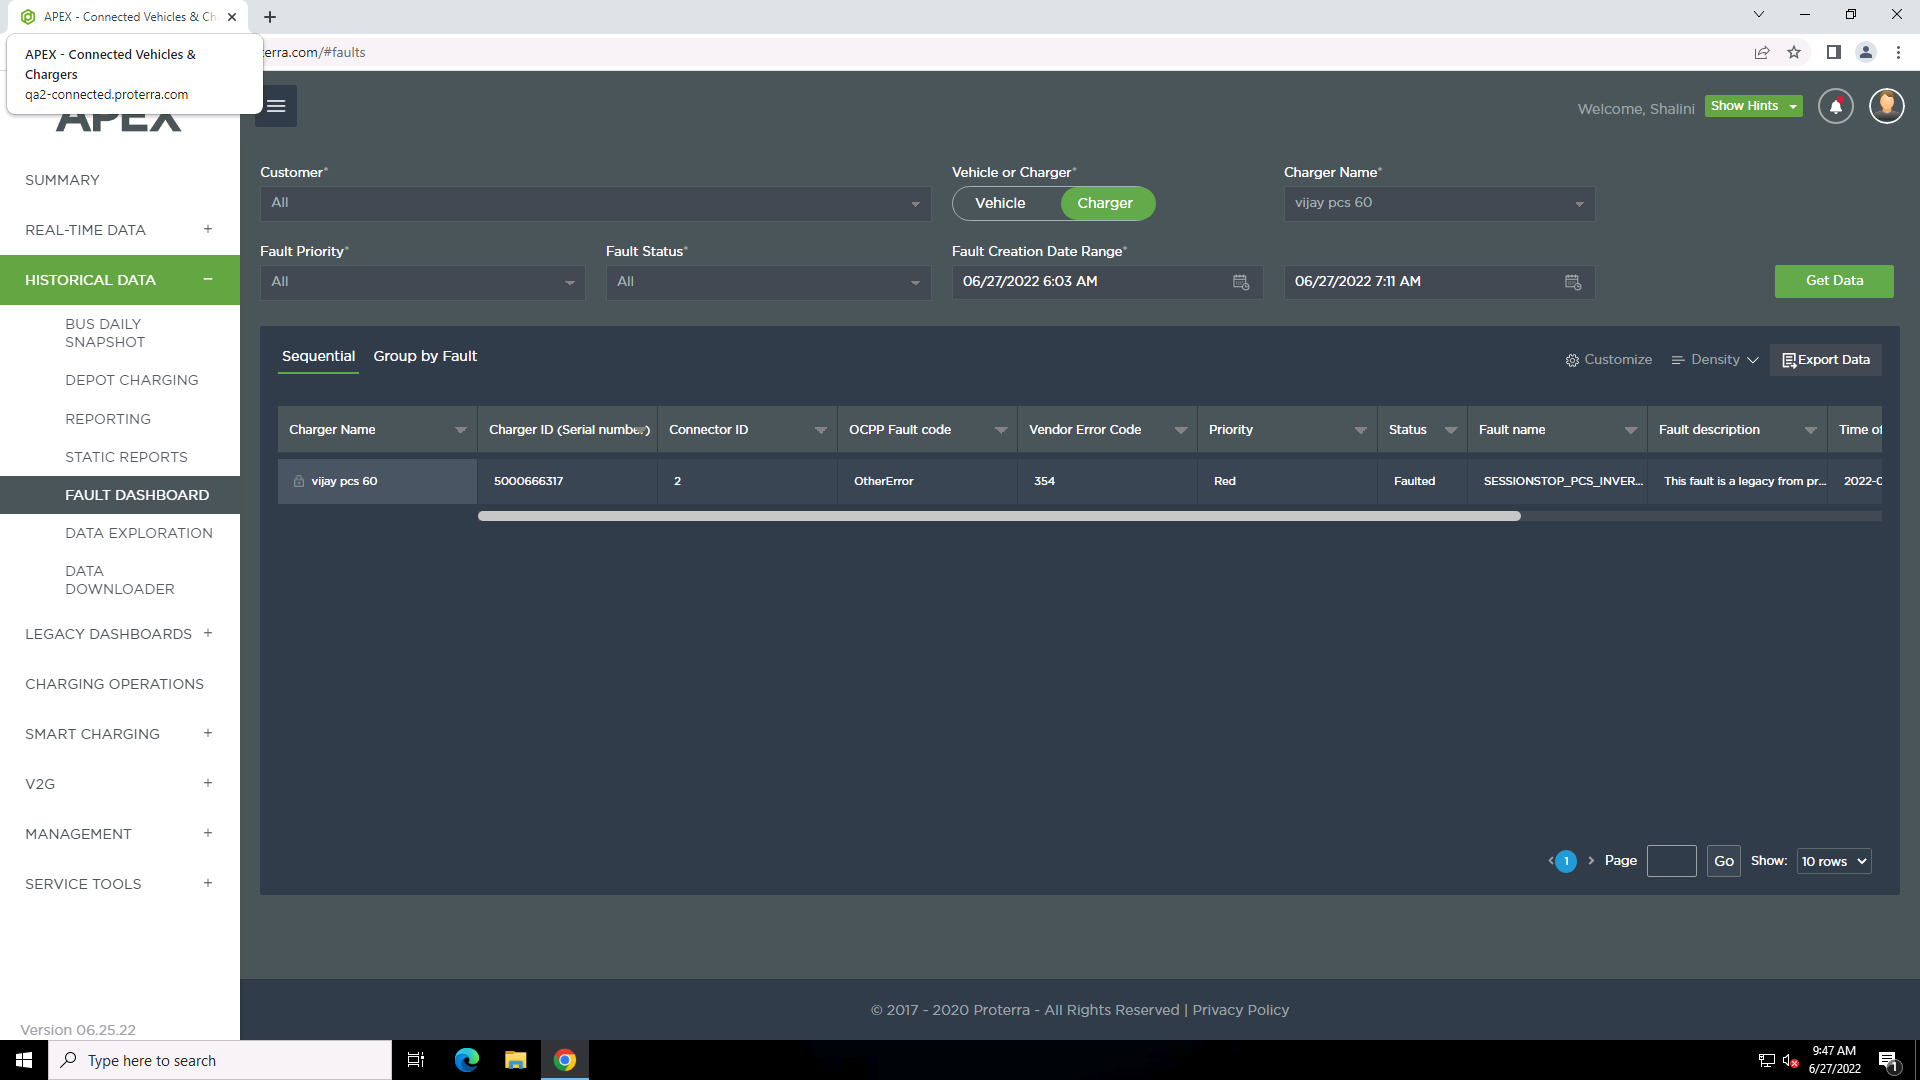 APEX - Connected Vehicles & Ch
APEX - Connected Vehicles &
Chargers
qa2-connected.proterra.com
terra.com/#faults
APEX
Welcome, Shalini
Show Hints
SUMMARY
REAL-TIME DATA +
HISTORICAL DATA −
BUS DAILY
SNAPSHOT
DEPOT CHARGING
REPORTING
STATIC REPORTS
FAULT DASHBOARD
DATA EXPLORATION
DATA
DOWNLOADER
LEGACY DASHBOARDS +
CHARGING OPERATIONS
SMART CHARGING +
V2G +
MANAGEMENT +
SERVICE TOOLS +
Version 06.25.22
Customer*
All
Vehicle or Charger*
Vehicle Charger
Charger Name*
vijay pcs 60
Fault Priority*
All
Fault Status*
All
Fault Creation Date Range*
06/27/2022 6:03 AM
06/27/2022 7:11 AM
Get Data
Sequential Group by Fault
Customize Density Export Data
Charger Name Charger ID (Serial number) Connector ID OCPP Fault code Vendor Error Code Priority Status Fault name Fault description Time of
vijay pcs 60 5000666317 2 OtherError 354 Red Faulted SESSIONSTOP_PCS_INVER... This fault is a legacy from pr... 2022-0
‹ 1 › Page Go Show: 10 rows
© 2017 - 2020 Proterra - All Rights Reserved | Privacy Policy
Type here to search
9:47 AM
6/27/2022
1